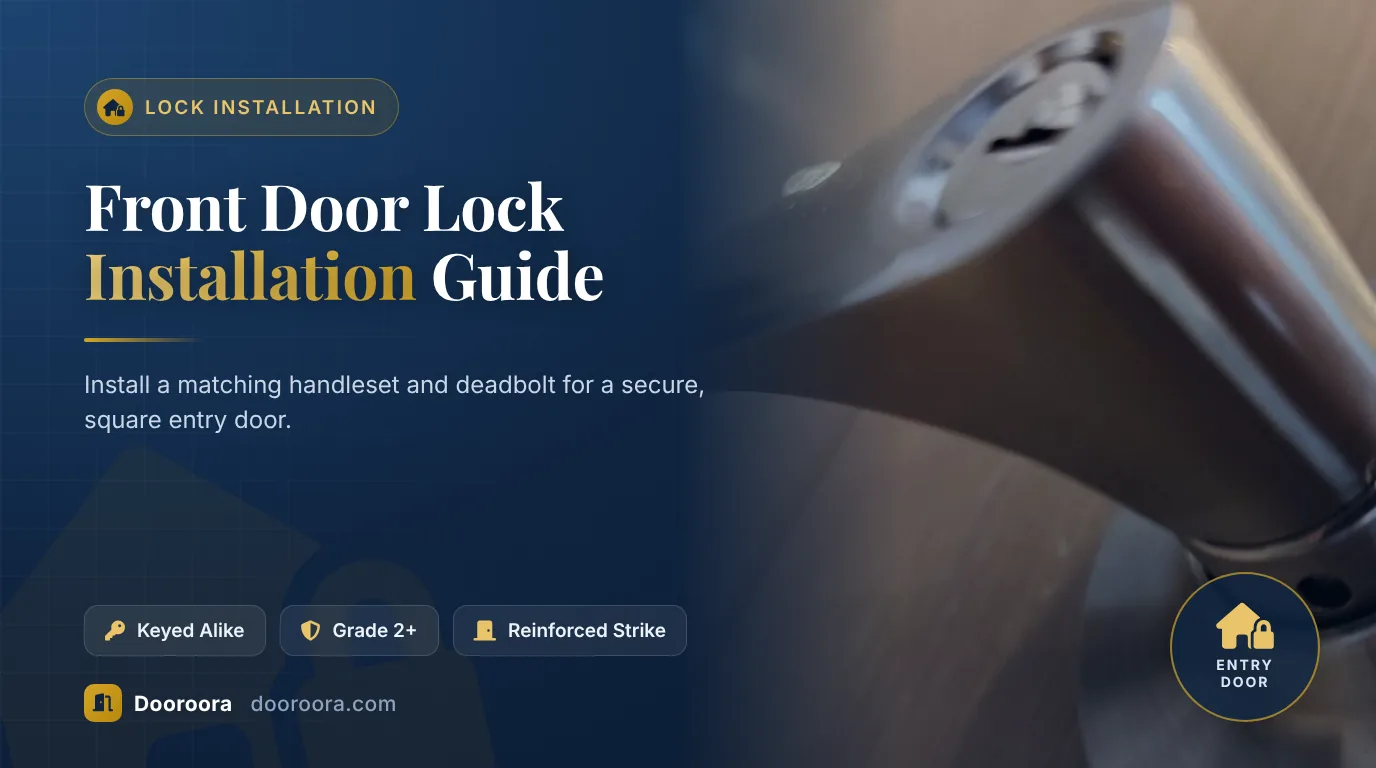 LOCK INSTALLATION
Front Door Lock
Installation Guide
Install a matching handleset and deadbolt for a secure,
square entry door.
Keyed Alike
Grade 2+
Reinforced Strike
Dooroora dooroora.com
ENTRY
DOOR